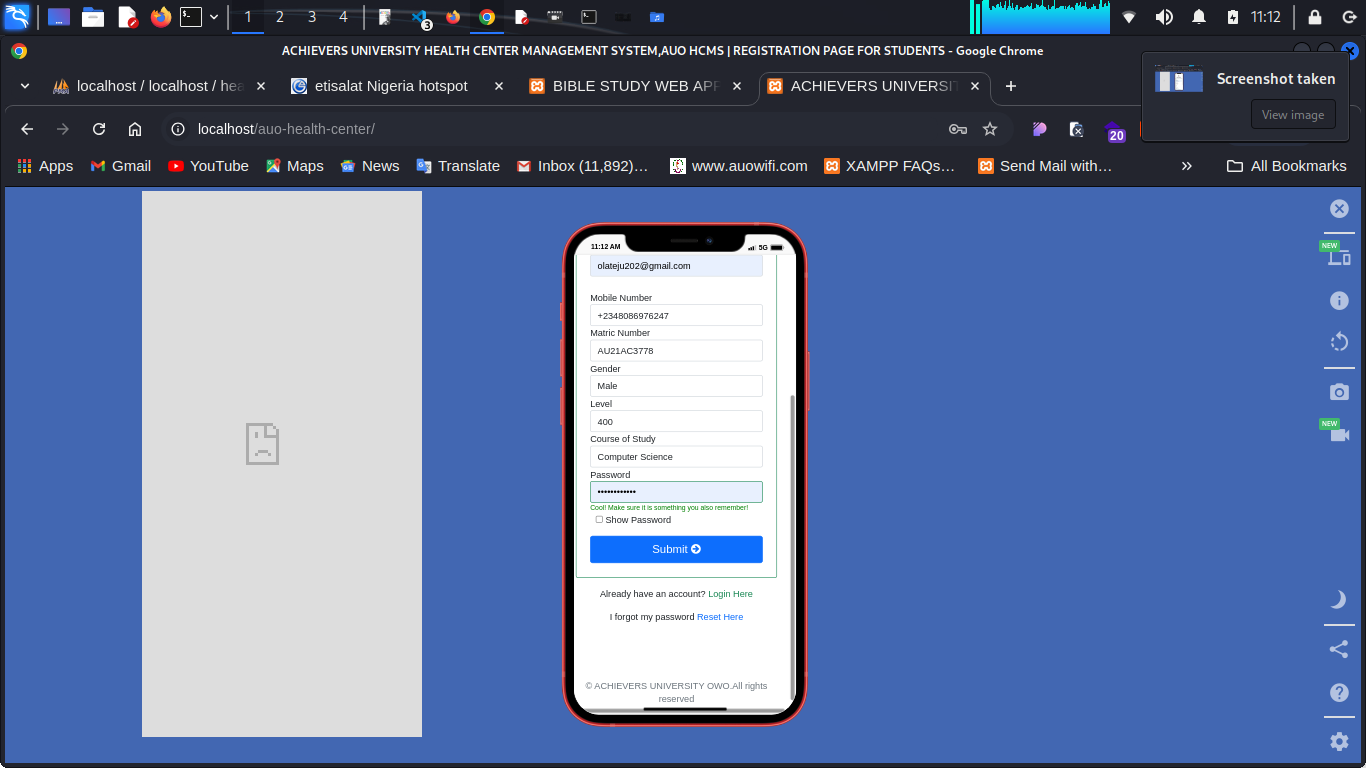 1 2 3 4 3 11:12
ACHIEVERS UNIVERSITY HEALTH CENTER MANAGEMENT SYSTEM,AUO HCMS | REGISTRATION PAGE FOR STUDENTS - Google Chrome
localhost / localhost / hea etisalat Nigeria hotspot BIBLE STUDY WEB APP ACHIEVERS UNIVERSIT
Screenshot taken
View image
localhost/auo-health-center/
20
Apps Gmail YouTube Maps News Translate Inbox (11,892)… www.auowifi.com XAMPP FAQs… Send Mail with… » All Bookmarks
11:12 AM 5G
NEW
olateju202@gmail.com
Mobile Number
+2348086976247
Matric Number
AU21AC3778
Gender
Male
Level
400
NEW
Course of Study
Computer Science
Password
••••••••••••
Cool! Make sure it is something you also remember!
Show Password
Submit
Already have an account? Login Here
I forgot my password Reset Here
© ACHIEVERS UNIVERSITY OWO.All rights
reserved